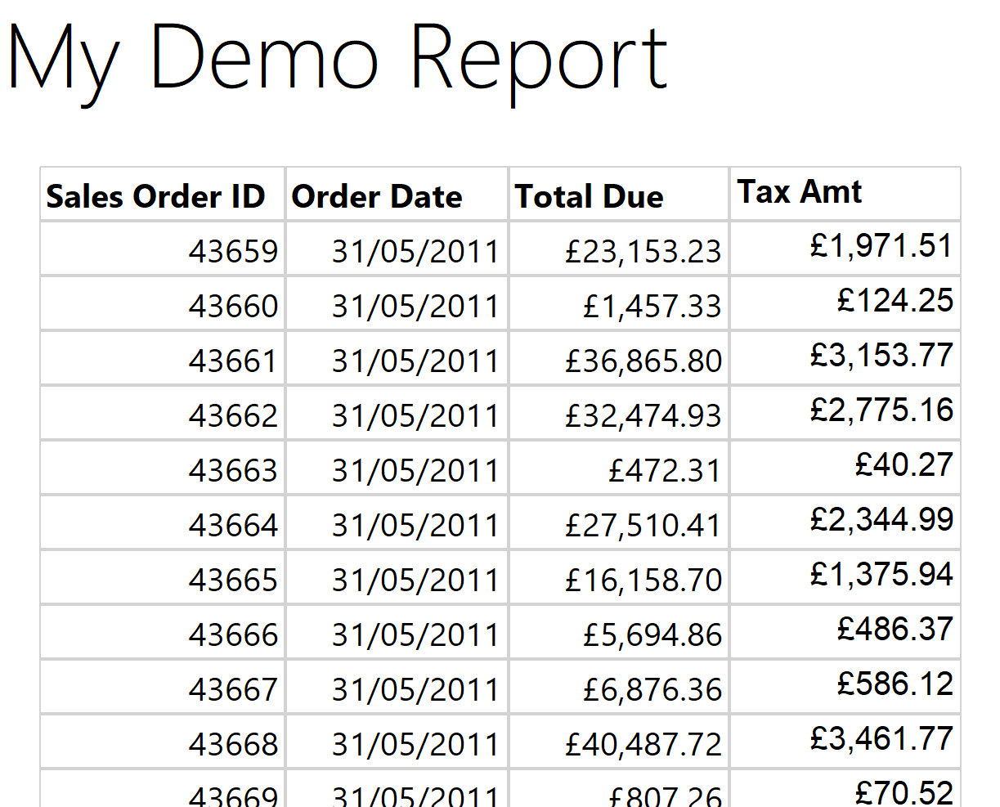 My Demo Report
Sales Order ID Order Date Total Due Tax Amt
43659 31/05/2011 £23,153.23 £1,971.51
43660 31/05/2011 £1,457.33 £124.25
43661 31/05/2011 £36,865.80 £3,153.77
43662 31/05/2011 £32,474.93 £2,775.16
43663 31/05/2011 £472.31 £40.27
43664 31/05/2011 £27,510.41 £2,344.99
43665 31/05/2011 £16,158.70 £1,375.94
43666 31/05/2011 £5,694.86 £486.37
43667 31/05/2011 £6,876.36 £586.12
43668 31/05/2011 £40,487.72 £3,461.77
43669 31/05/2011 £807.26 £70.52